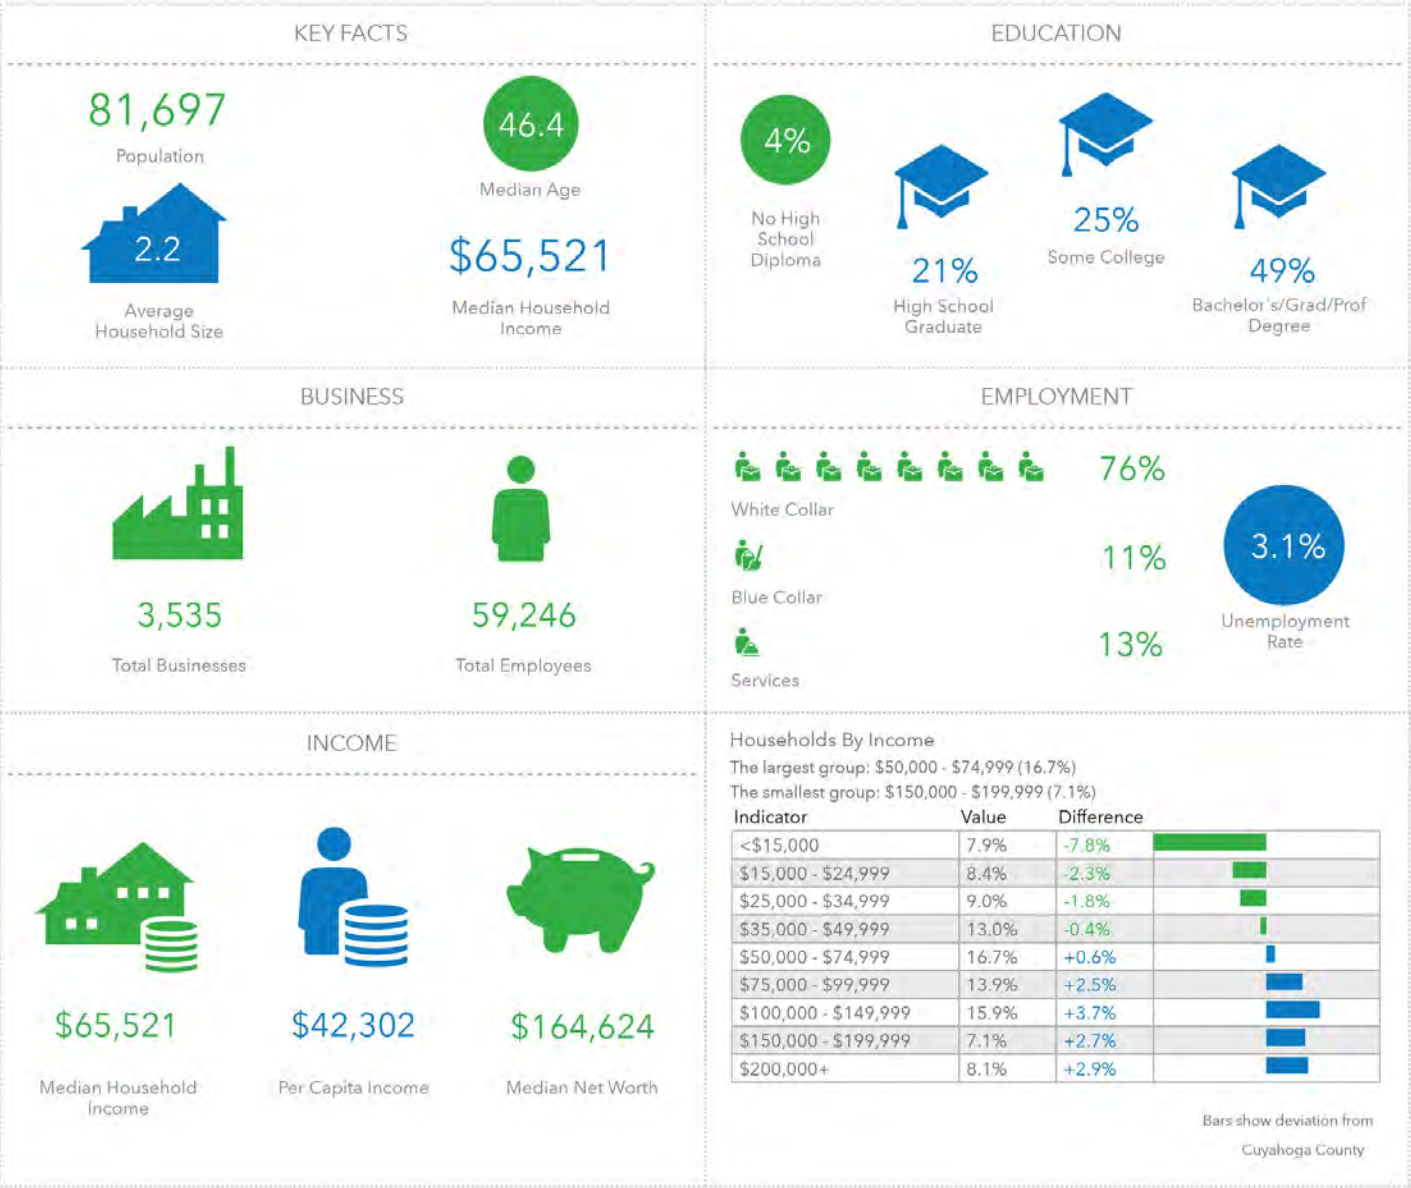 KEY FACTS
81,697
Population
46.4
Median Age
2.2
Average
Household Size
$65,521
Median Household
Income
EDUCATION
4%
No High
School
Diploma
21%
High School
Graduate
25%
Some College
49%
Bachelor's/Grad/Prof
Degree
BUSINESS
3,535
Total Businesses
59,246
Total Employees
EMPLOYMENT
76%
White Collar
11%
Blue Collar
13%
Services
3.1%
Unemployment
Rate
INCOME
$65,521
Median Household
Income
$42,302
Per Capita Income
$164,624
Median Net Worth
Households By Income
The largest group: $50,000 - $74,999 (16.7%)
The smallest group: $150,000 - $199,999 (7.1%)
Indicator Value Difference
<$15,000 7.9% -7.8%
$15,000 - $24,999 8.4% -2.3%
$25,000 - $34,999 9.0% -1.8%
$35,000 - $49,999 13.0% -0.4%
$50,000 - $74,999 16.7% +0.6%
$75,000 - $99,999 13.9% +2.5%
$100,000 - $149,999 15.9% +3.7%
$150,000 - $199,999 7.1% +2.7%
$200,000+ 8.1% +2.9%
Bars show deviation from
Cuyahoga County